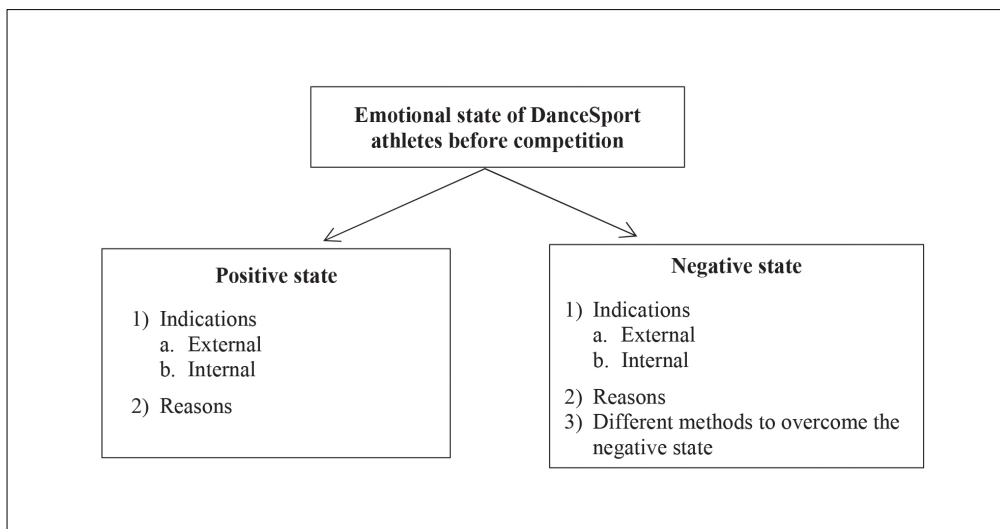 Emotional state of DanceSport
athletes before competition
Positive state
1) Indications
a. External
b. Internal
2) Reasons
Negative state
1) Indications
a. External
b. Internal
2) Reasons
3) Different methods to overcome the
negative state